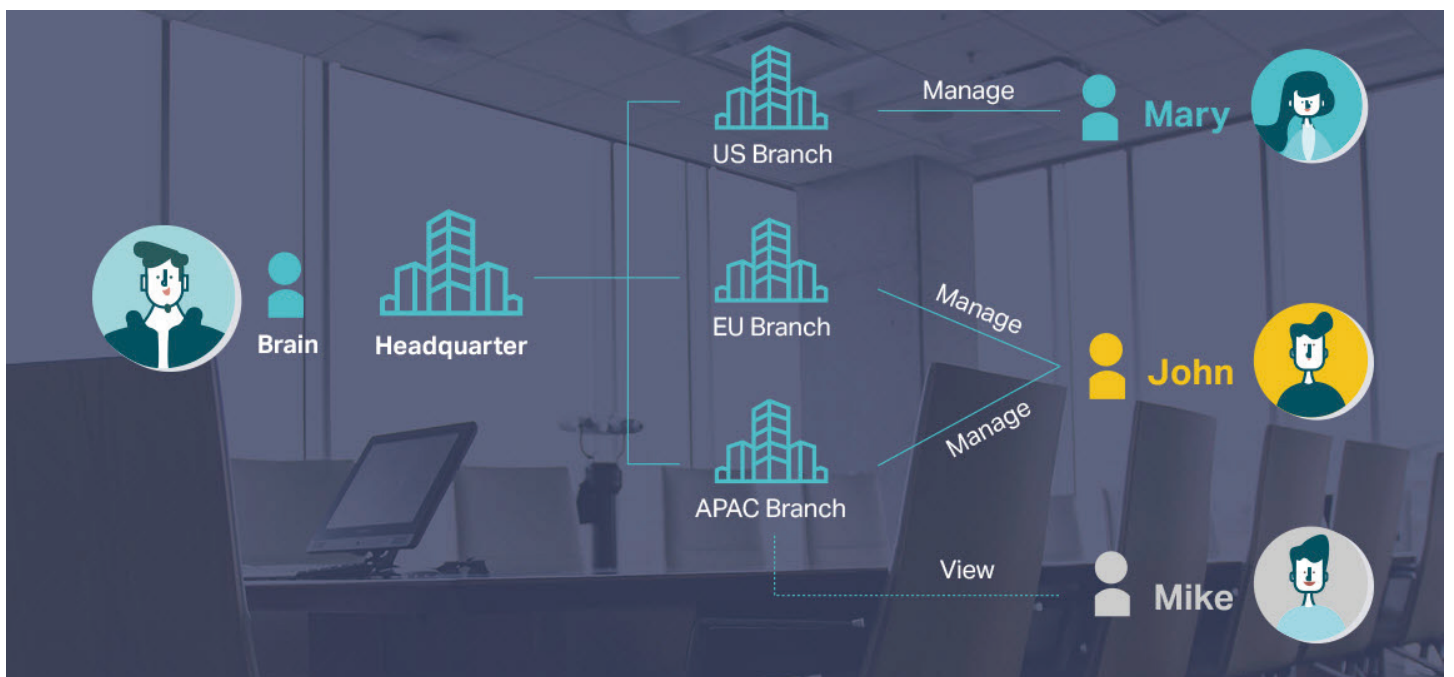 US Branch
Manage
Mary
Brain
Headquarter
EU Branch
Manage
John
Manage
APAC Branch
View
Mike